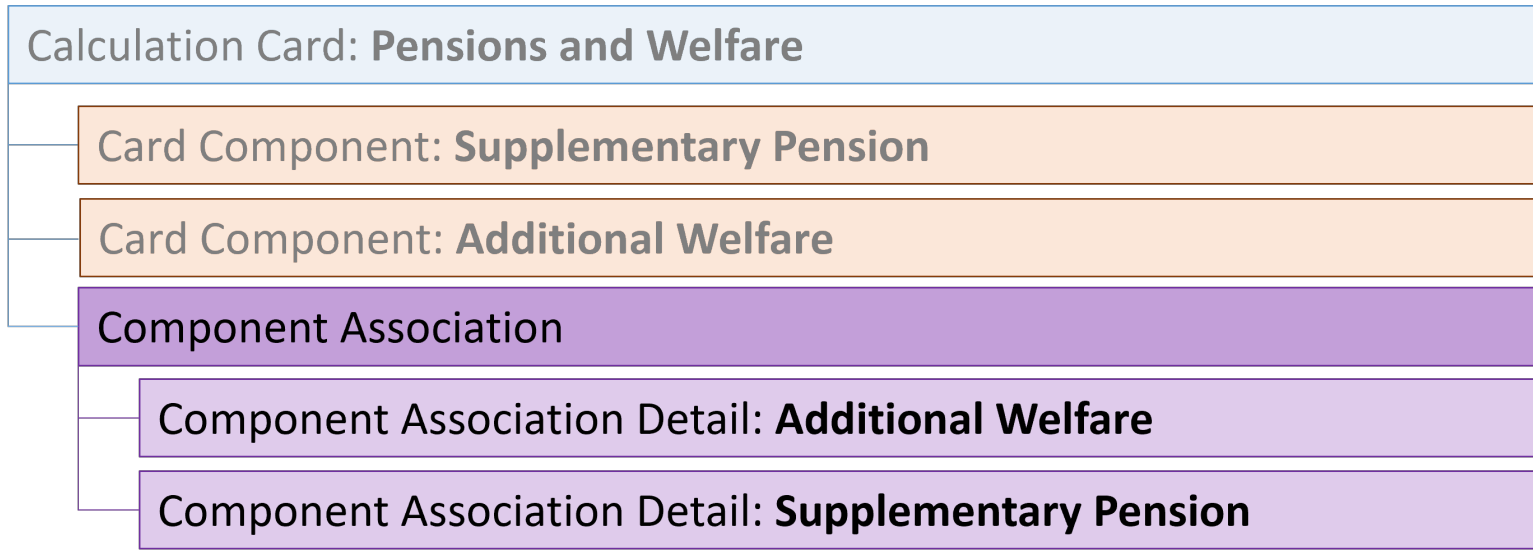 Calculation Card: Pensions and Welfare
Card Component: Supplementary Pension
Card Component: Additional Welfare
Component Association
Component Association Detail: Additional Welfare
Component Association Detail: Supplementary Pension